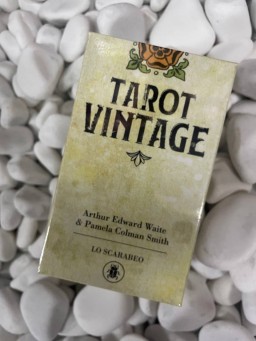 TAROT
VINTAGE
Arthur Edward Waite
& Pamela Colman Smith
LO SCARABEO